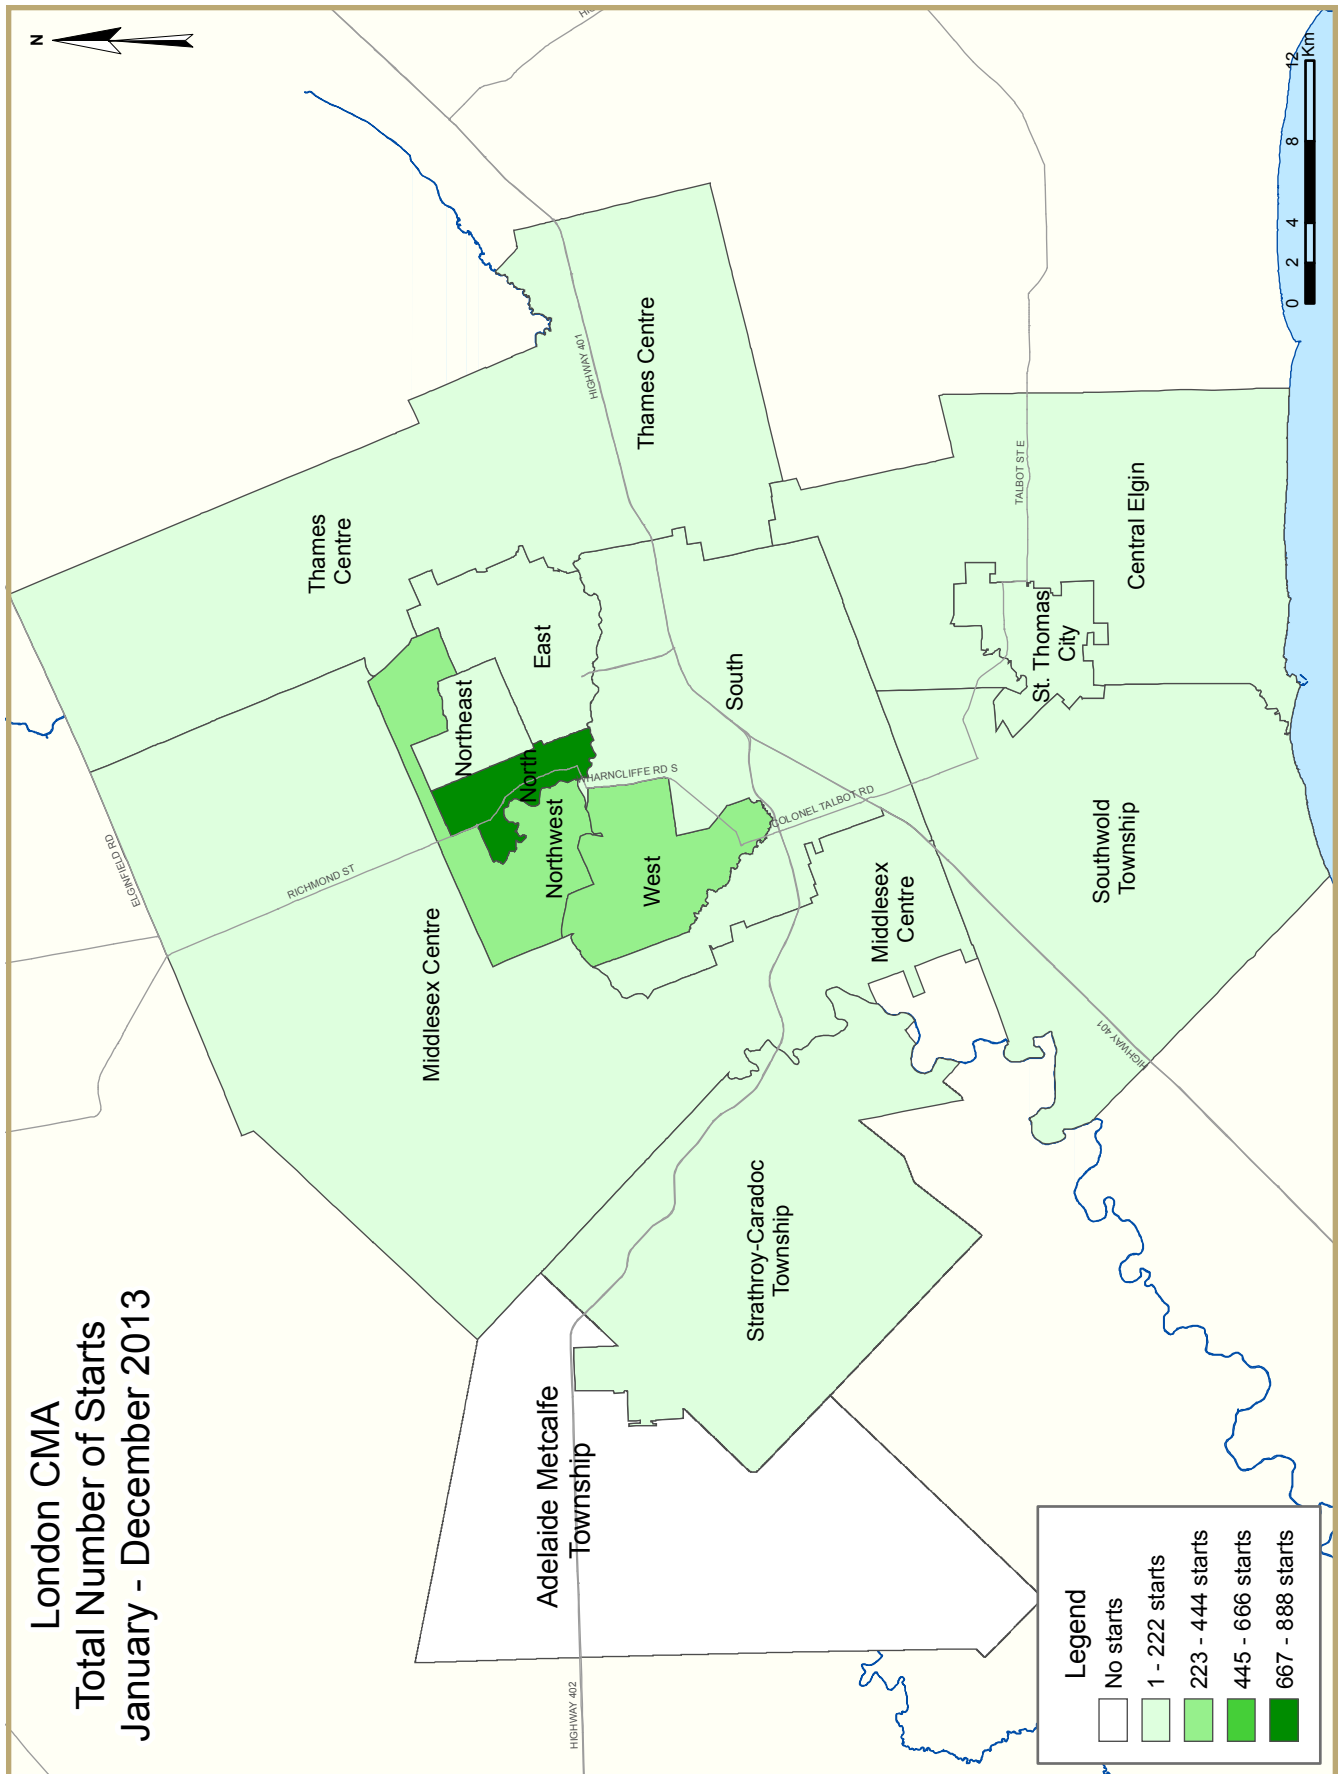 London CMA
Total Number of Starts
January - December 2013
N
ELGINFIELD RD
RICHMOND ST
Middlesex Centre
Thames
Centre
Northeast
North
Northwest
East
West
WHARNCLIFFE RD S
South
COLONEL TALBOT RD
HIGHWAY 401
Thames Centre
Middlesex
Centre
Adelaide Metcalfe
Township
HIGHWAY 402
Strathroy-Caradoc
Township
Southwold
Township
St. Thomas
City
TALBOT ST E
Central Elgin
HIGHWAY 401
Legend
No starts
1 - 222 starts
223 - 444 starts
445 - 666 starts
667 - 888 starts
0 2 4 8 12
Km